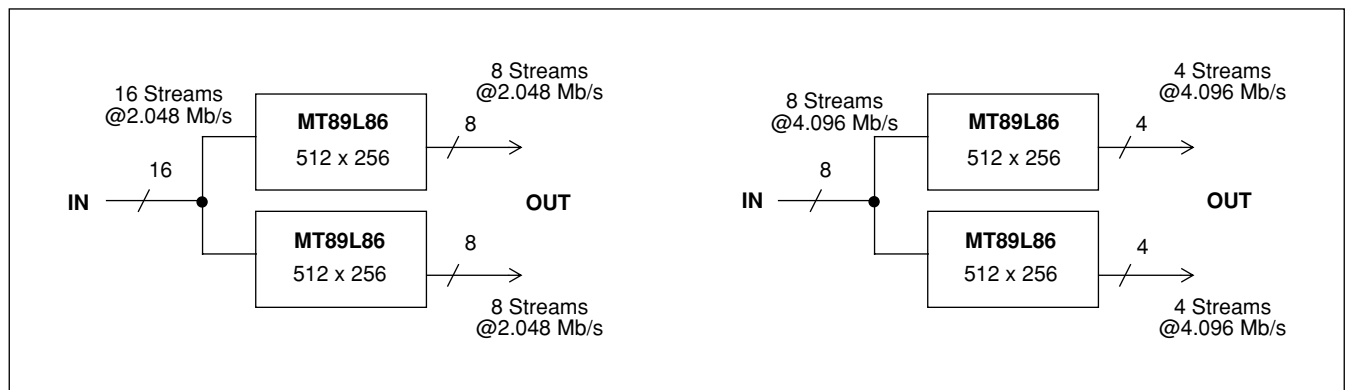 8 Streams
@2.048 Mb/s
16 Streams
@2.048 Mb/s
MT89L86
512 x 256
8
16
IN
OUT
MT89L86
512 x 256
8
8 Streams
@2.048 Mb/s
4 Streams
@4.096 Mb/s
8 Streams
@4.096 Mb/s
MT89L86
512 x 256
4
8
IN
OUT
MT89L86
512 x 256
4
4 Streams
@4.096 Mb/s